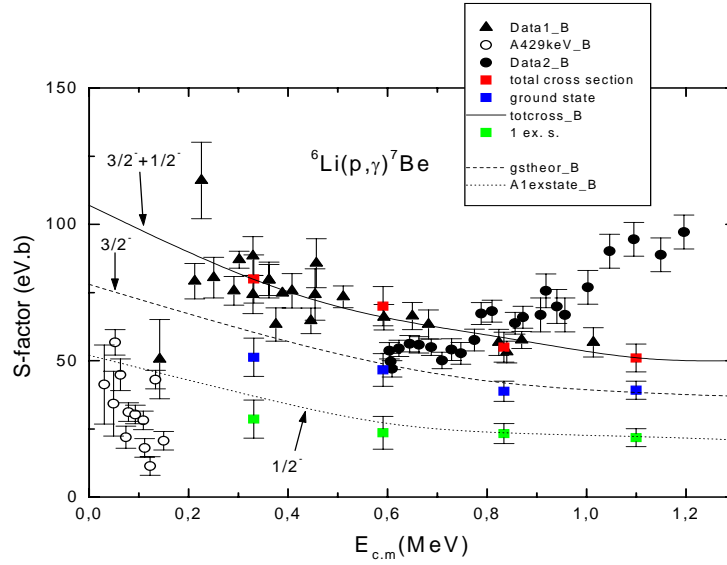 Data1_B
A429keV_B
Data2_B
total cross section
ground state
totcross_B
1 ex. s.
gstheor_B
A1exstate_B
150
100
50
0
S-factor (eV.b)
3/2⁻+1/2⁻
⁶Li(p,γ)⁷Be
3/2⁻
1/2⁻
0,0 0,2 0,4 0,6 0,8 1,0 1,2
E_c.m(MeV)